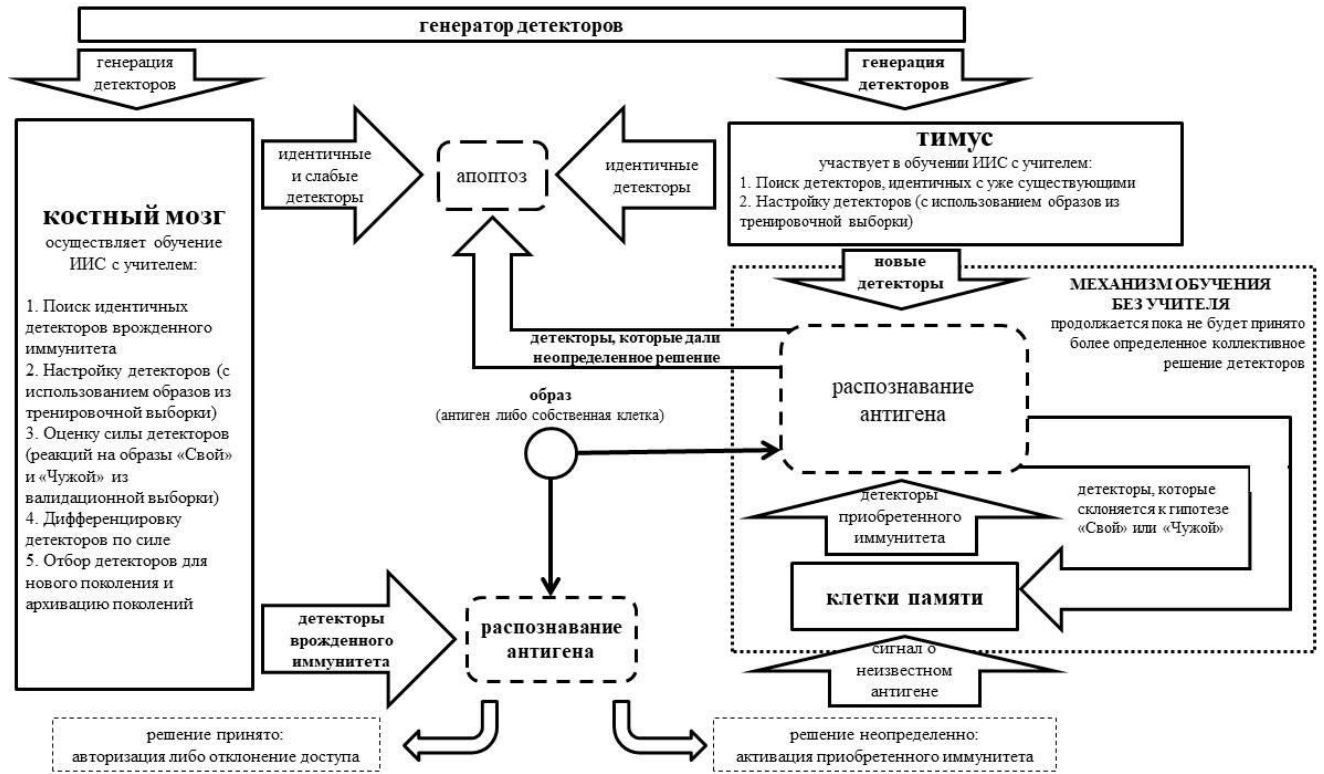 генератор детекторов
генерация
детекторов
генерация
детекторов
костный мозг
осуществляет обучение
ИИС с учителем:
1. Поиск идентичных
детекторов врожденного
иммунитета
2. Настройку детекторов (с
использованием образов из
тренировочной выборки)
3. Оценку силы детекторов
(реакций на образы «Свой»
и «Чужой» из
валидационной выборки)
4. Дифференцировку
детекторов по силе
5. Отбор детекторов для
нового поколения и
архивацию поколений
идентичные
и слабые
детекторы
апоптоз
идентичные
детекторы
тимус
участвует в обучении ИИС с учителем:
1. Поиск детекторов, идентичных с уже существующими
2. Настройку детекторов (с использованием образов из
тренировочной выборки)
новые
детекторы
МЕХАНИЗМ ОБУЧЕНИЯ
БЕЗ УЧИТЕЛЯ
продолжается пока не будет принято
более определенное коллективное
решение детекторов
детекторы, которые дали
неопределенное решение
распознавание
антигена
образ
(антиген либо собственная клетка)
детекторы
приобретенного
иммунитета
детекторы, которые
склоняется к гипотезе
«Свой» или «Чужой»
клетки памяти
детекторы
врожденного
иммунитета
распознавание
антигена
сигнал о
неизвестном
антигене
решение принято:
авторизация либо отклонение доступа
решение неопределенно:
активация приобретенного иммунитета